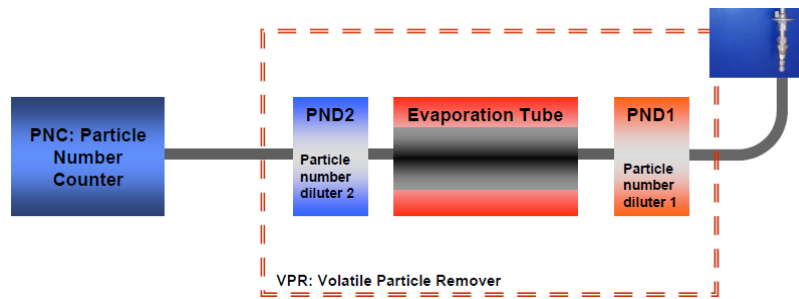 PNC: Particle
Number
Counter
PND2
Particle
number
diluter 2
Evaporation Tube
PND1
Particle
number
diluter 1
VPR: Volatile Particle Remover